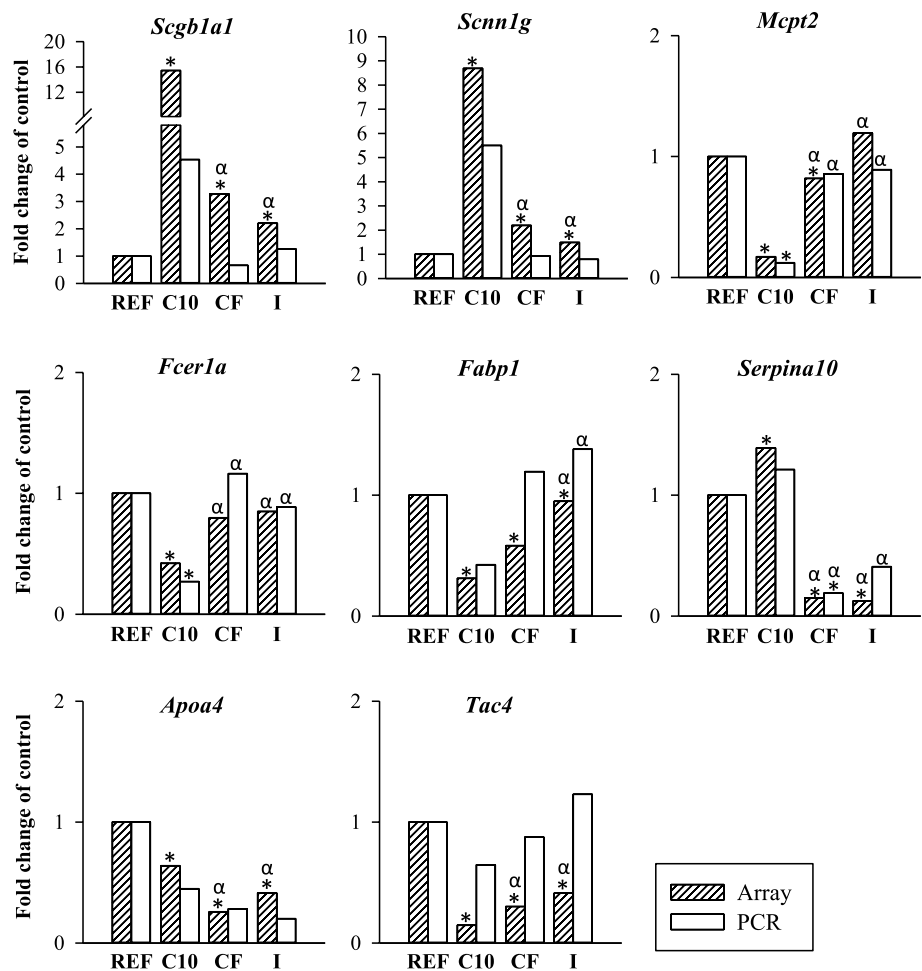 Scgb1a1
Scnn1g
Mcpt2
Fold change of control
20
16
12
5
4
3
2
1
0
*
α
*
α
*
REF C10 CF I
10
9
8
7
6
5
4
3
2
1
0
*
α
*
α
*
REF C10 CF I
2
1
0
* *
α
* α
α
α
REF C10 CF I
Fcer1a
Fabp1
Serpina10
Fold change of control
2
1
0
*
*
α
α
α α
REF C10 CF I
2
1
0
*
*
α
*
α
REF C10 CF I
2
1
0
*
α α
* *
α
*
α
REF C10 CF I
Apoa4
Tac4
Fold change of control
2
1
0
*
α
*
α
*
REF C10 CF I
2
1
0
*
α
*
α
*
REF C10 CF I
Array
PCR